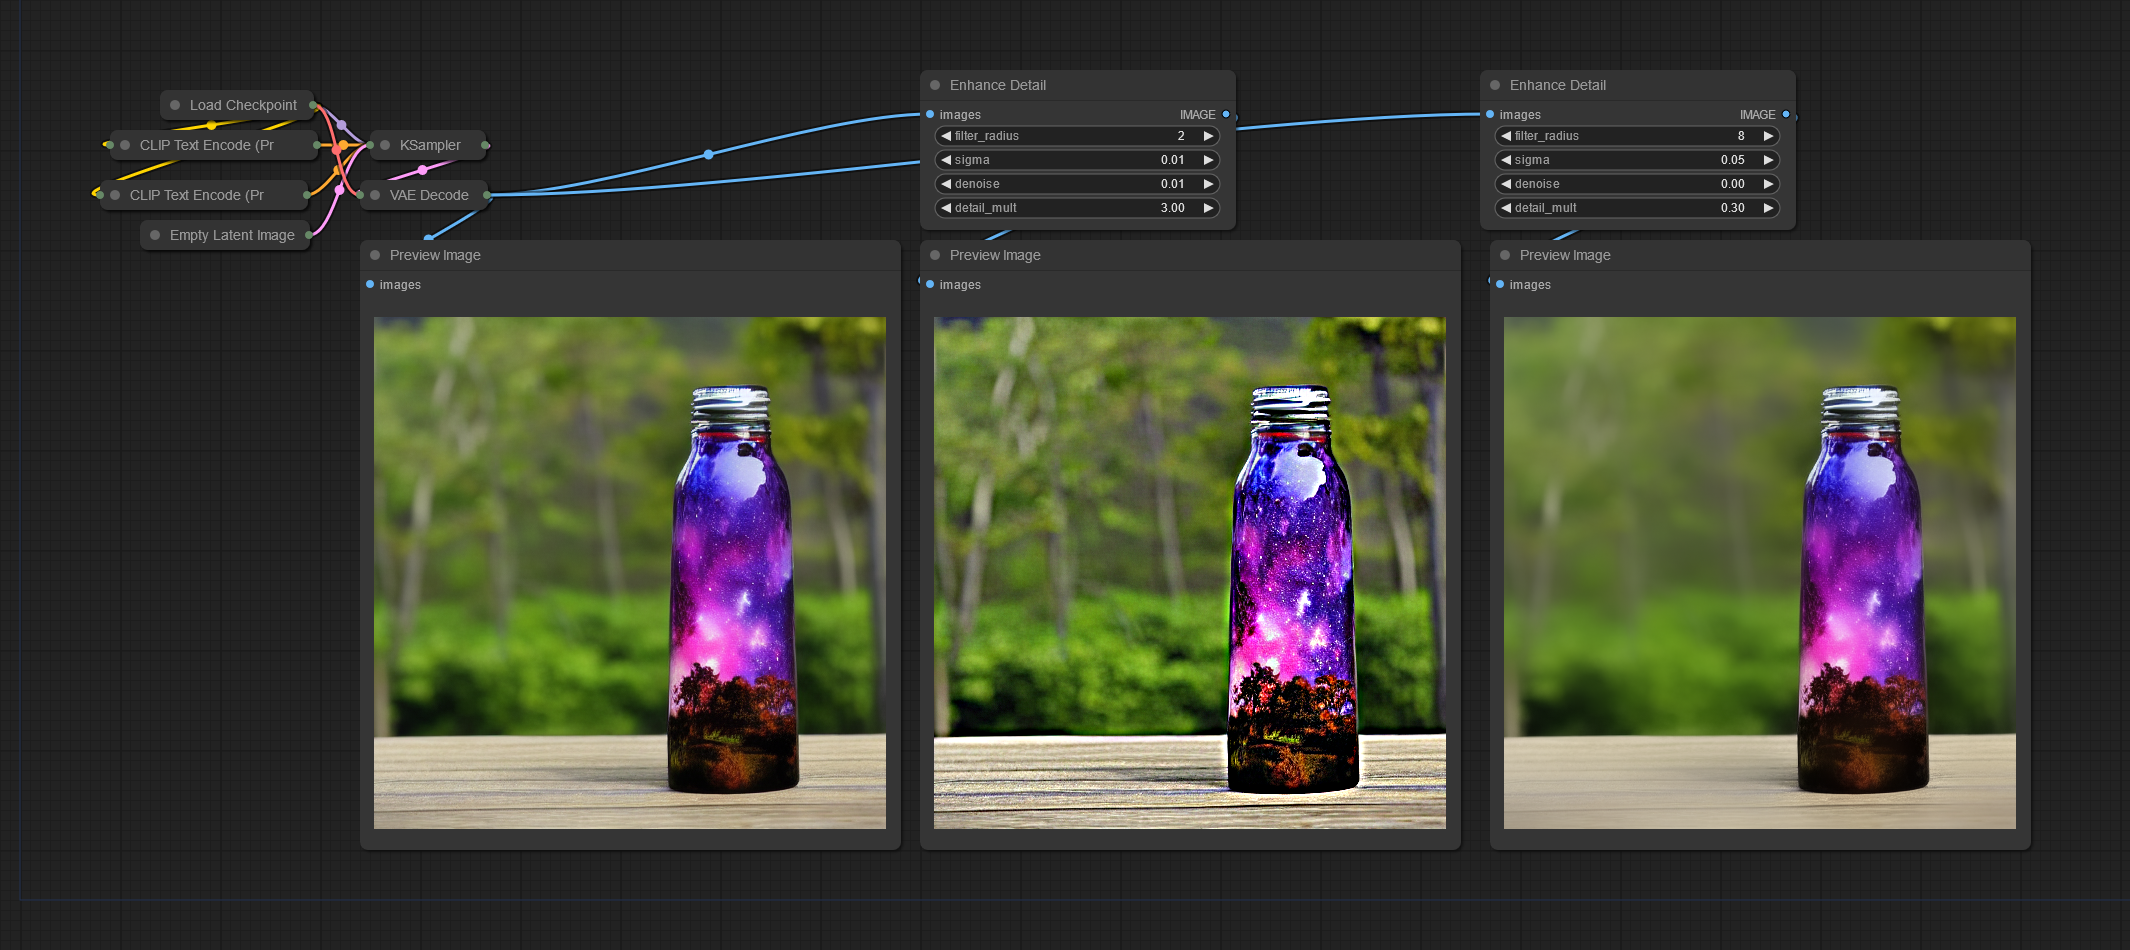 Load Checkpoint
CLIP Text Encode (Pr
CLIP Text Encode (Pr
Empty Latent Image
KSampler
VAE Decode
Enhance Detail
images IMAGE
filter_radius 2
sigma 0.01
denoise 0.01
detail_mult 3.00
Enhance Detail
images IMAGE
filter_radius 8
sigma 0.05
denoise 0.00
detail_mult 0.30
Preview Image
images
Preview Image
images
Preview Image
images